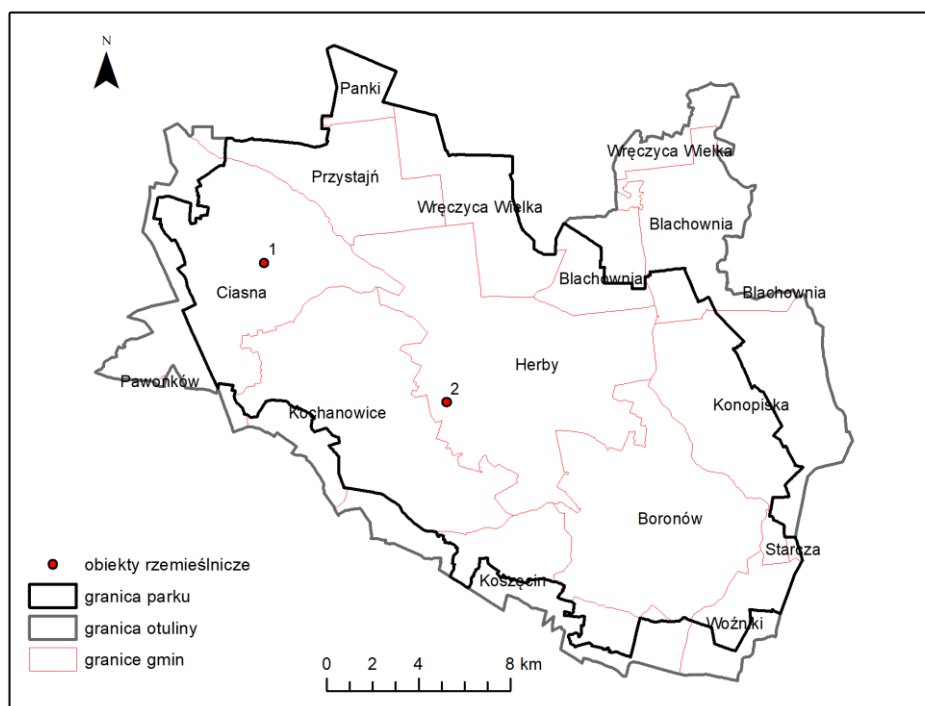 N
Panki
Wręczyca Wielka
Przystajń
Wręczyca Wielka
Blachownia
1
Blachownia
Ciasna
Blachownia
Herby
Pawonków
2
Konopiska
Kochanowice
Boronów
Starcza
obiekty rzemieślnicze
Koszęcin
granica parku
Woźniki
granica otuliny
granice gmin
0 2 4 8 km